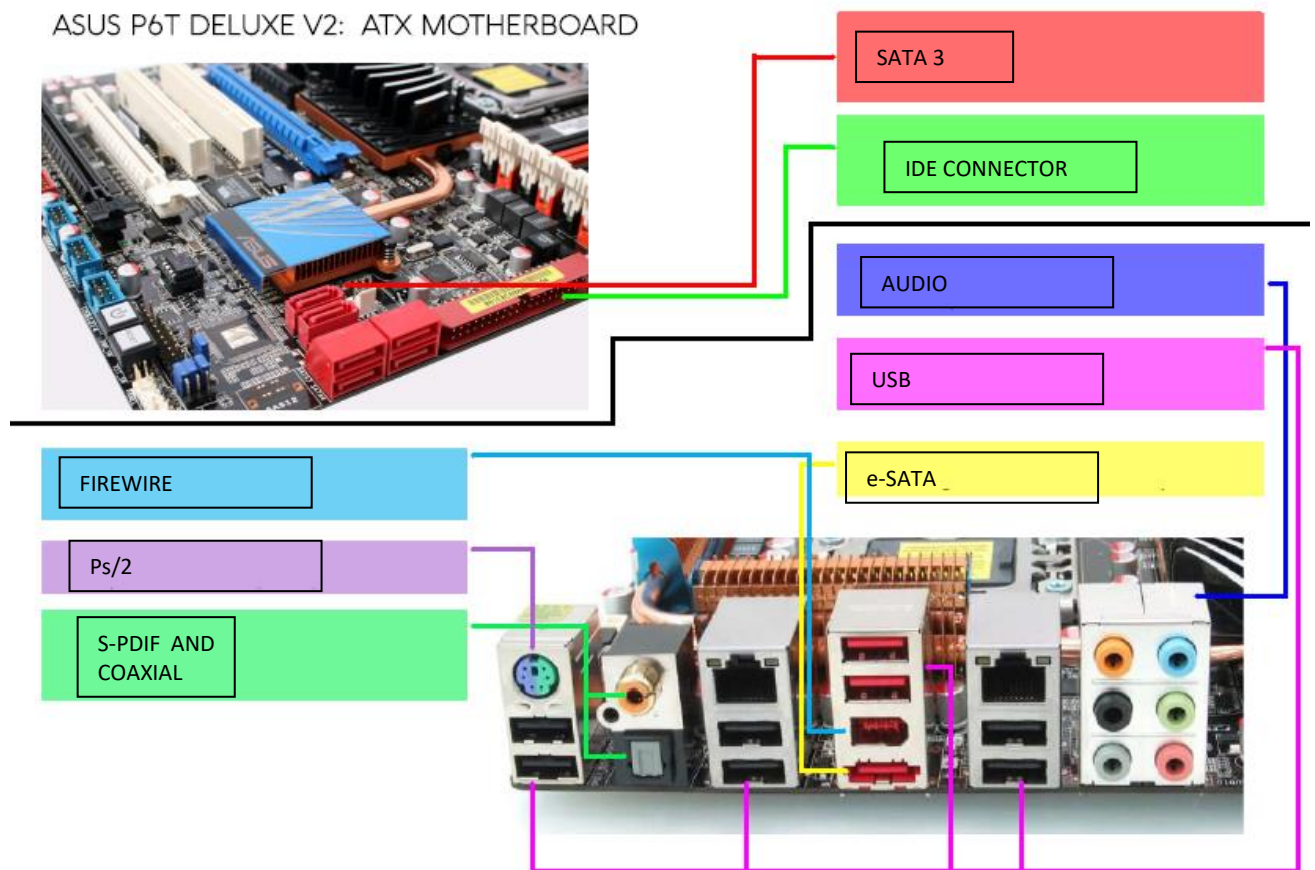 ASUS P6T DELUXE V2: ATX MOTHERBOARD
SATA 3
IDE CONNECTOR
AUDIO
USB
FIREWIRE
e-SATA
Ps/2
S-PDIF AND
COAXIAL
ASUS